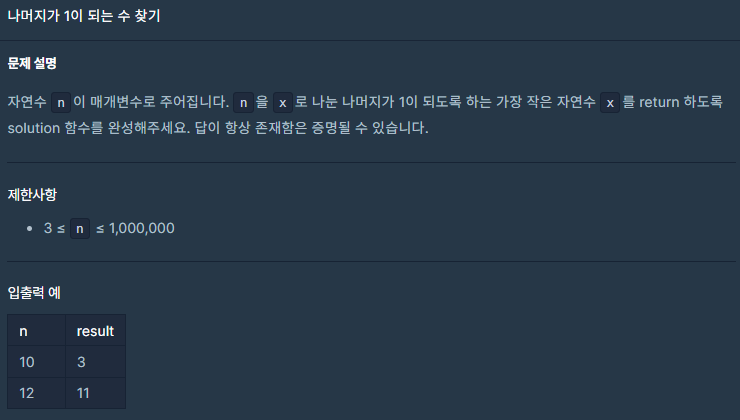 나머지가 1이 되는 수 찾기
문제 설명
자연수 n이 매개변수로 주어집니다. n을 x로 나눈 나머지가 1이 되도록 하는 가장 작은 자연수 x를 return 하도록
solution 함수를 완성해주세요. 답이 항상 존재함은 증명될 수 있습니다.
제한사항
• 3 ≤ n ≤ 1,000,000
입출력 예
n result
10 3
12 11